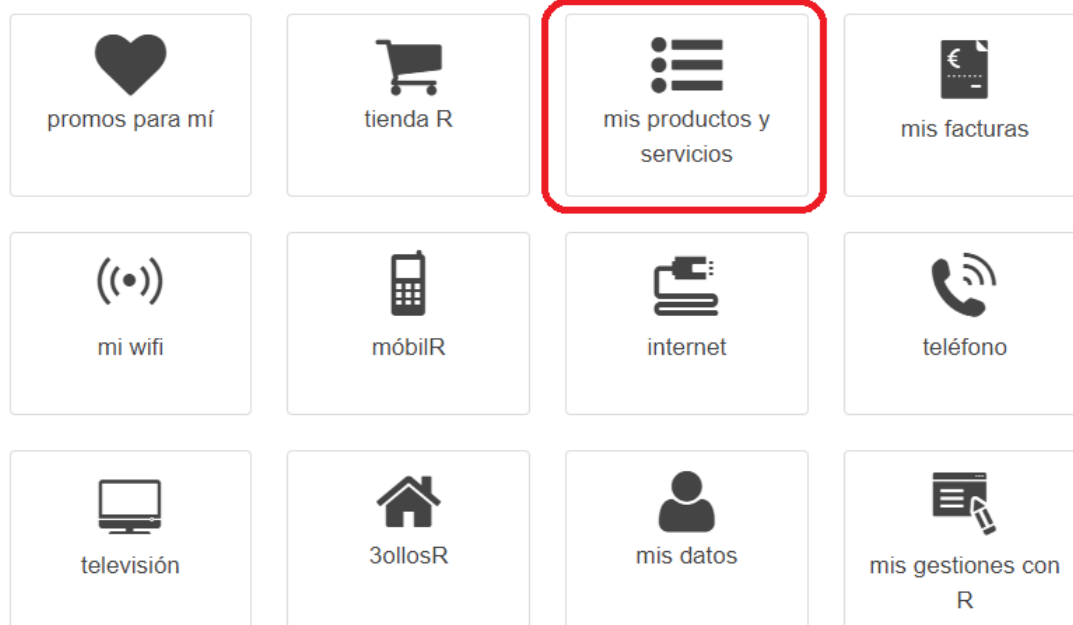 promos para mí
tienda R
mis productos y
servicios
€
mis facturas
mi wifi
móbilR
internet
teléfono
televisión
3ollosR
mis datos
mis gestiones con
R